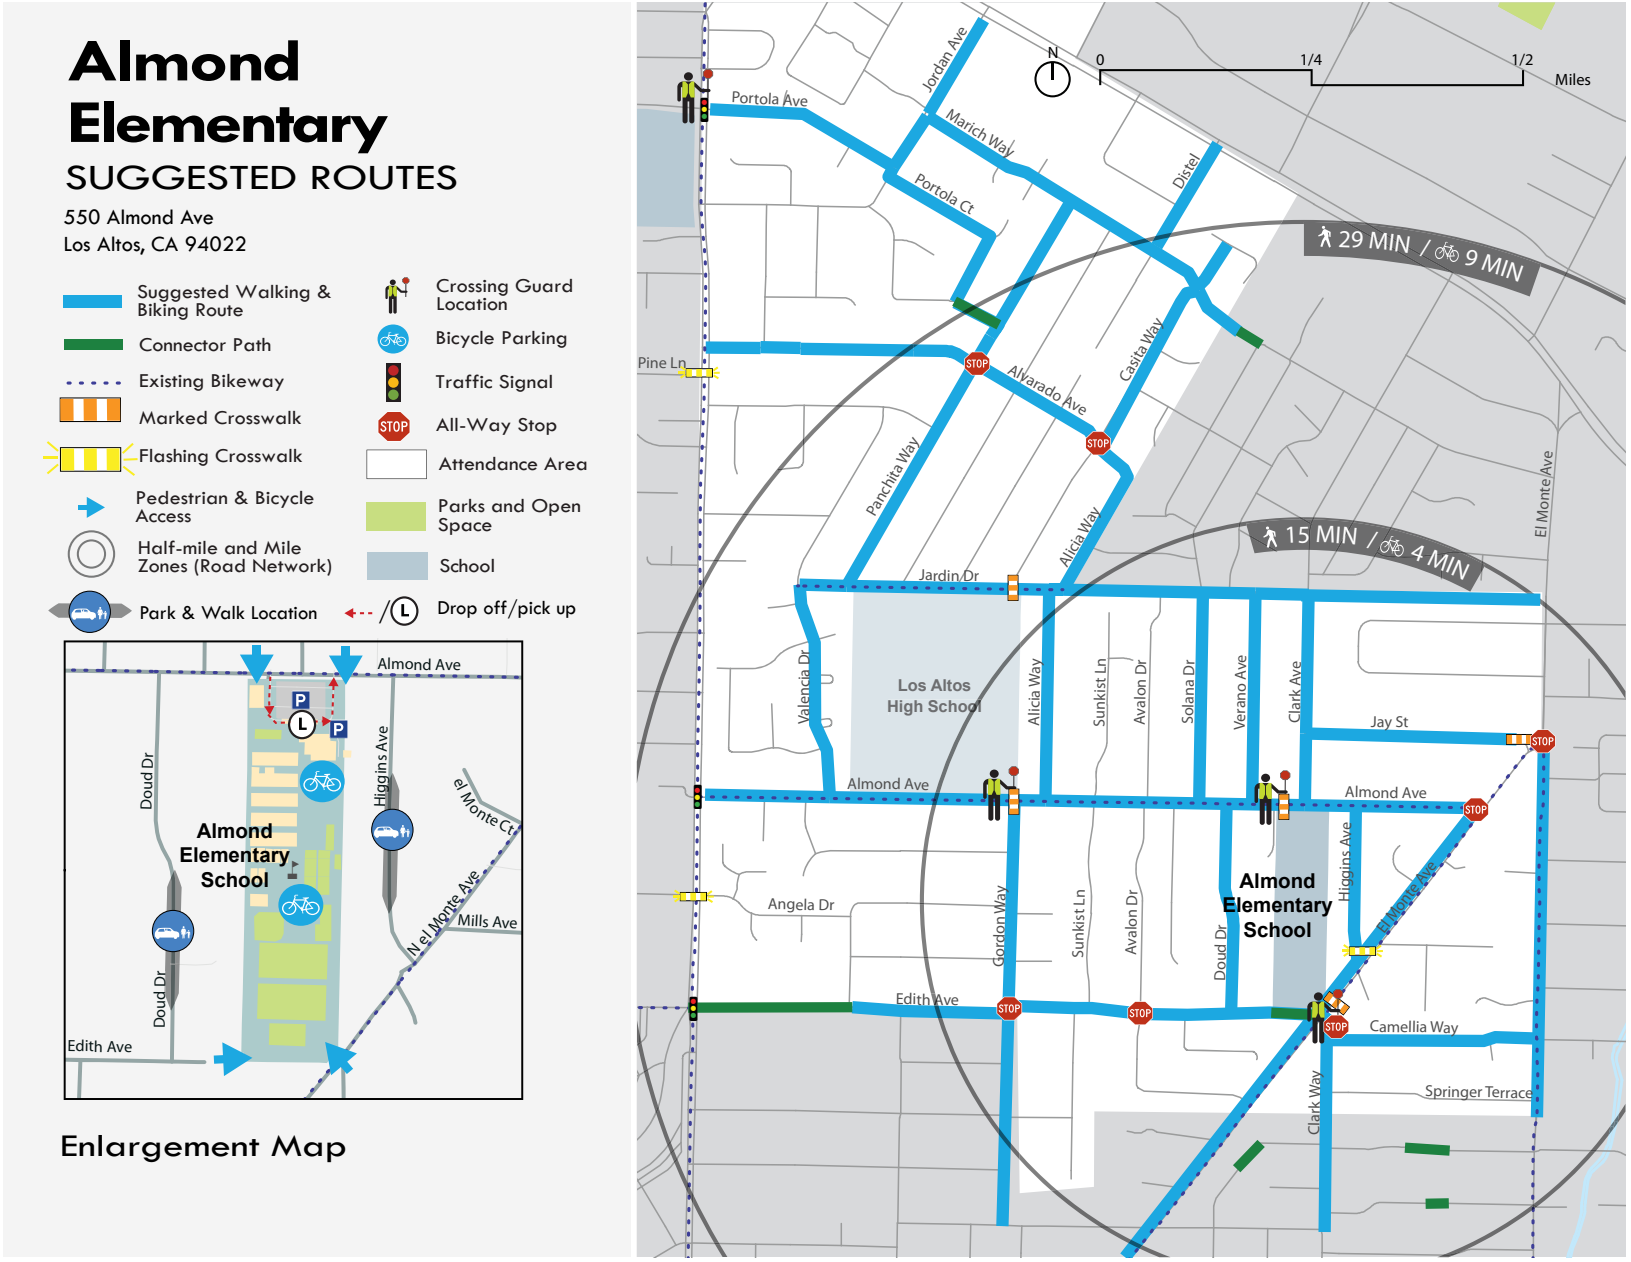 Almond
Elementary
SUGGESTED ROUTES
550 Almond Ave
Los Altos, CA 94022
Suggested Walking &
Biking Route
Connector Path
Existing Bikeway
Marked Crosswalk
Flashing Crosswalk
Pedestrian & Bicycle
Access
Half-mile and Mile
Zones (Road Network)
Park & Walk Location
Crossing Guard
Location
Bicycle Parking
Traffic Signal
STOP
All-Way Stop
Attendance Area
Parks and Open
Space
School
/ L
Drop off/pick up
Almond Ave
P
L
P
Doud Dr
Higgins Ave
el Monte Ct
Almond
Elementary
School
N el Monte Ave
Mills Ave
Doud Dr
Edith Ave
Enlargement Map
N
0
1/4
1/2
Miles
Jordan Ave
Portola Ave
Marich Way
Distel
Portola Ct
29 MIN / 9 MIN
Pine Ln
STOP
Alvarado Ave
Casita Way
STOP
Panchita Way
El Monte Ave
Alicia Way
15 MIN / 4 MIN
Jardin Dr
Valencia Dr
Los Altos
High School
Alicia Way
Sunkist Ln
Avalon Dr
Solana Dr
Verano Ave
Clark Ave
Jay St
STOP
Almond Ave
Almond Ave
STOP
Higgins Ave
Almond
Elementary
School
El Monte Ave
Angela Dr
Gordon Way
Sunkist Ln
Avalon Dr
Doud Dr
Edith Ave
STOP
STOP
STOP
Camellia Way
Clark Way
Springer Terrace